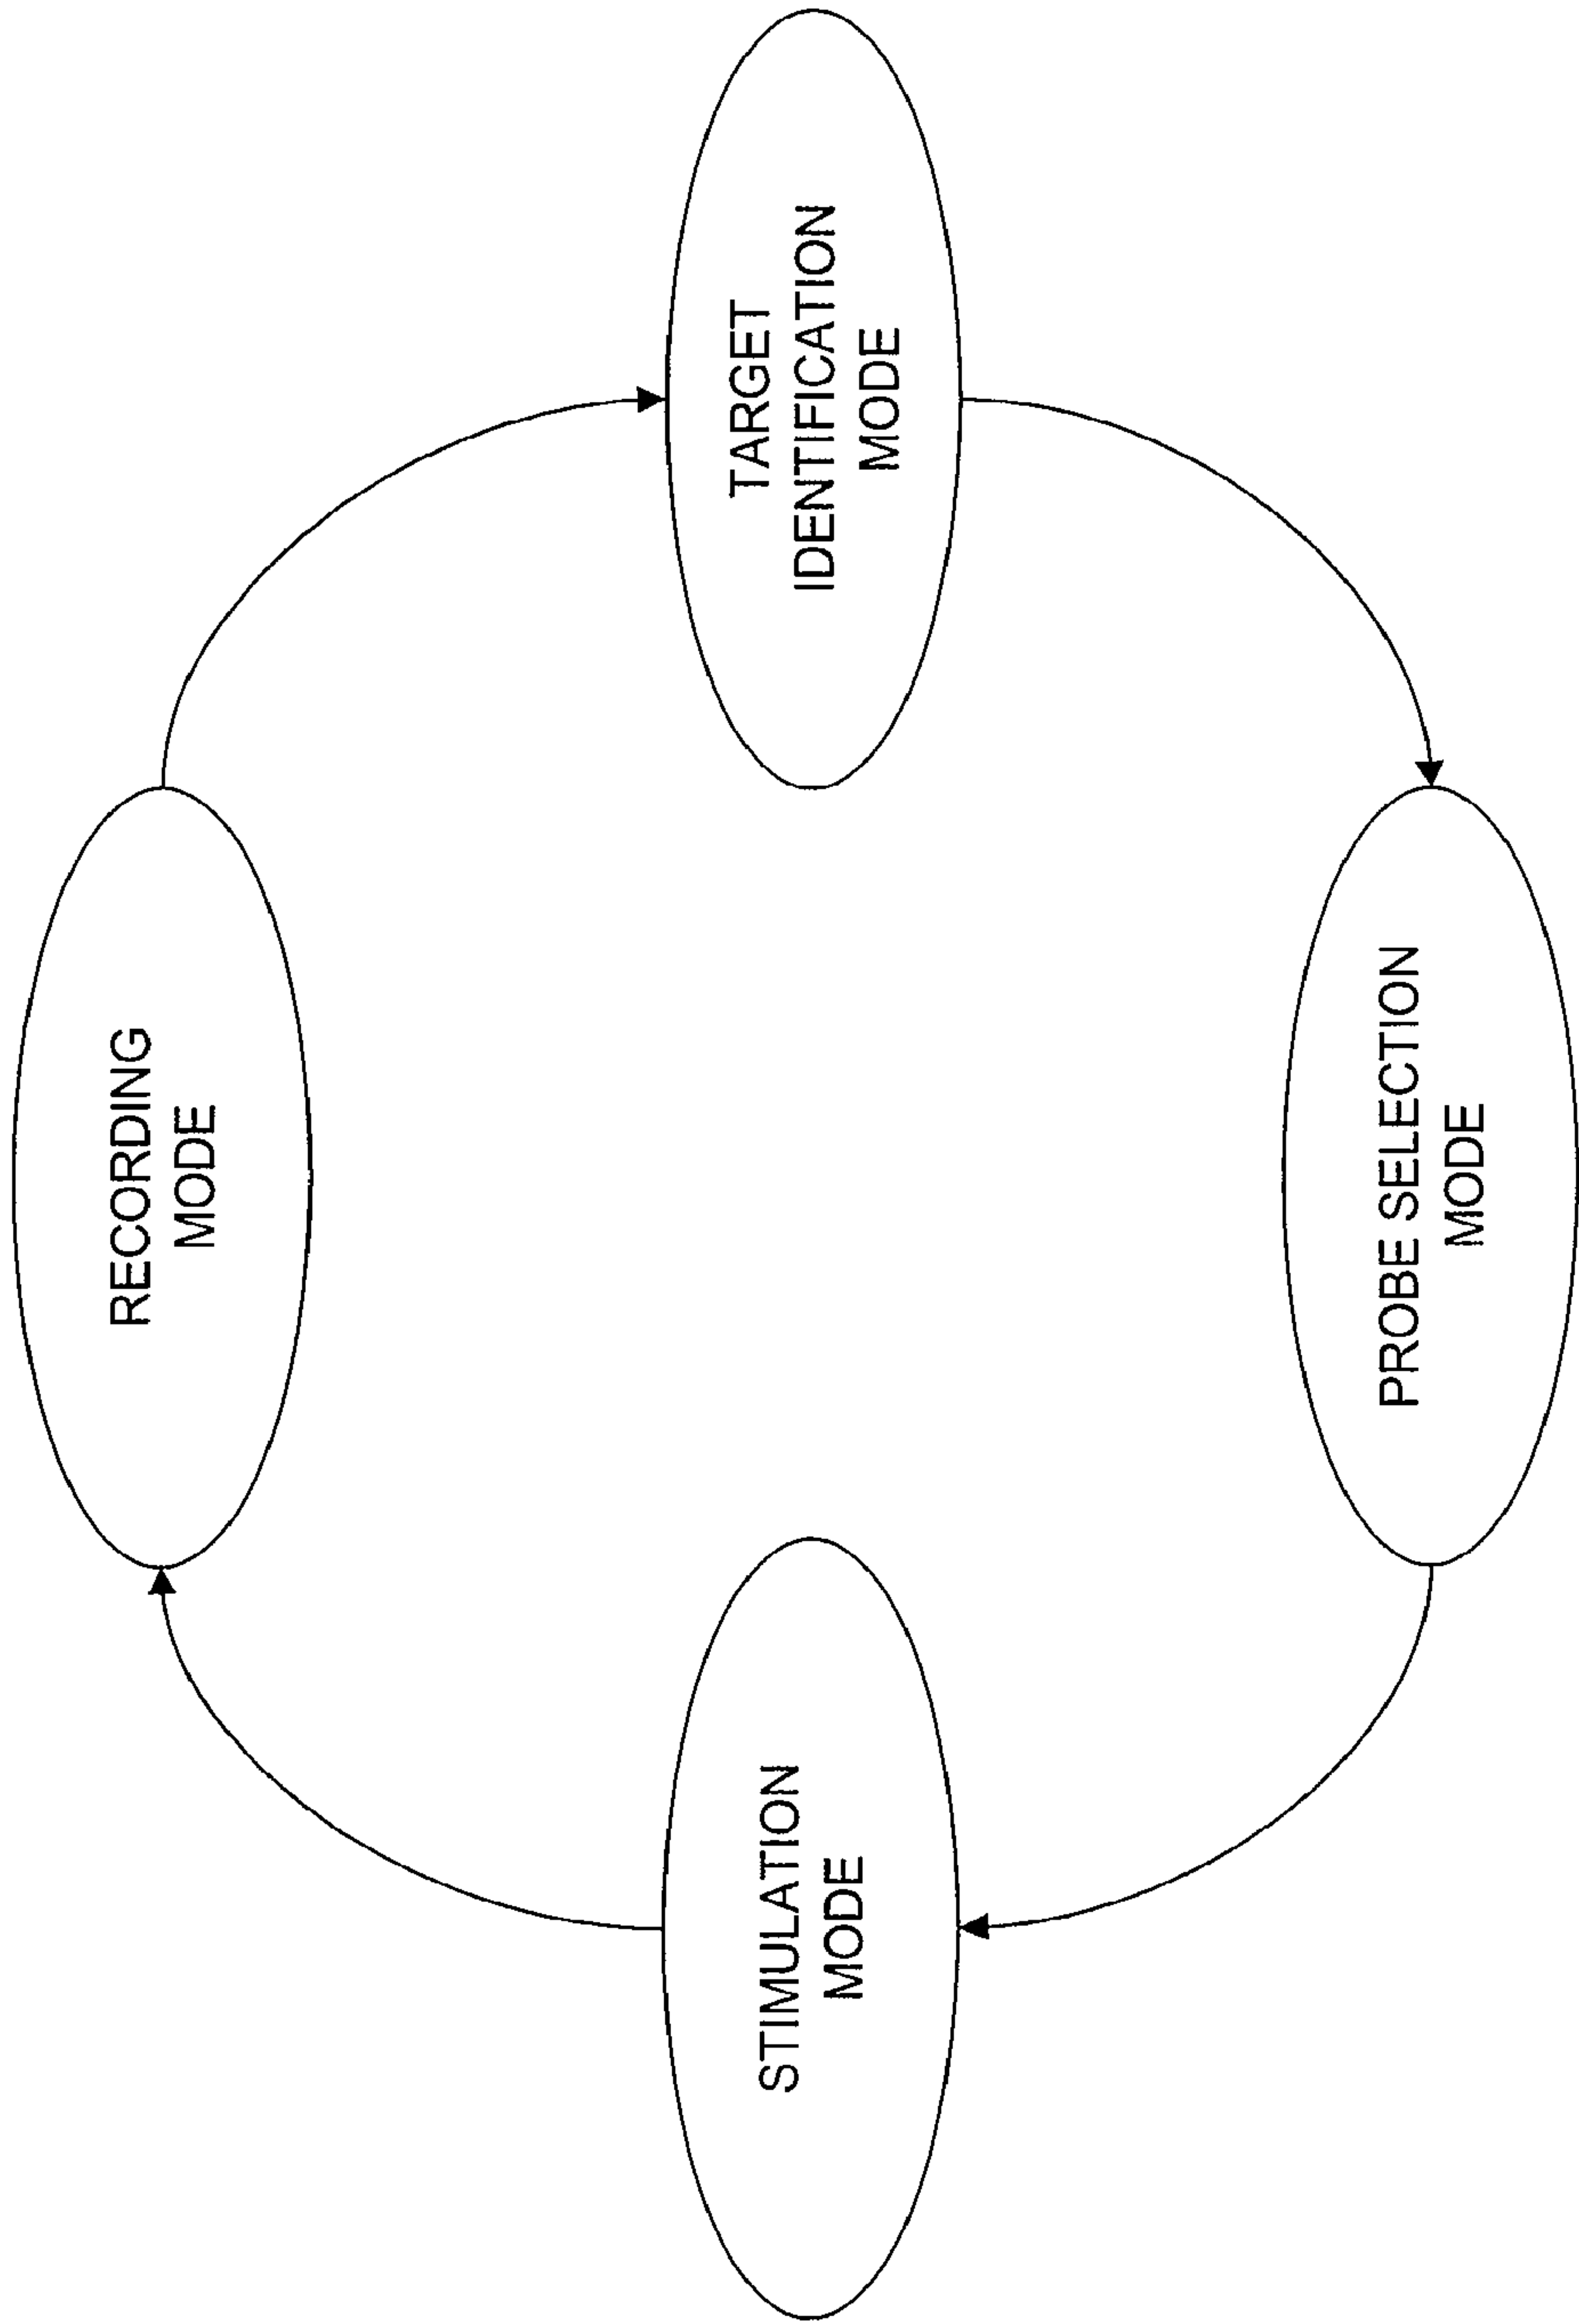 RECORDING
MODE
TARGET
IDENTIFICATION
MODE
PROBE SELECTION
MODE
STIMULATION
MODE